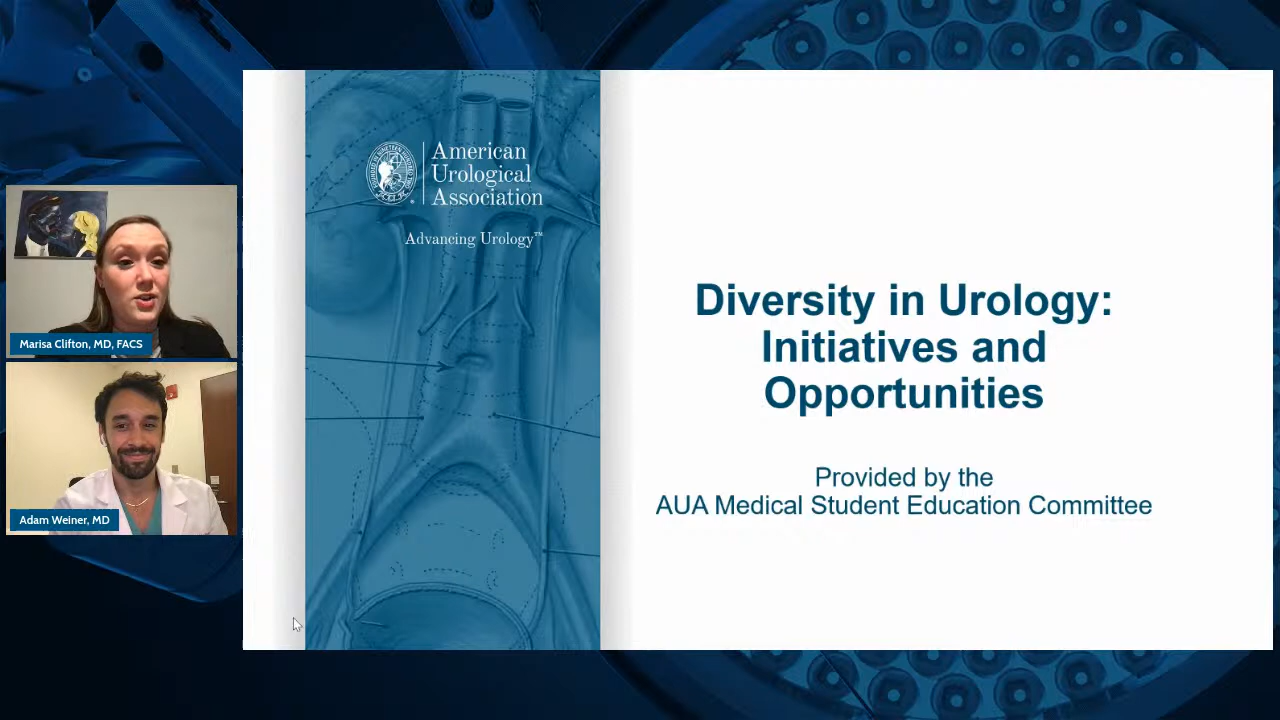 American
Urological
Association
Advancing Urology™
Diversity in Urology:
Initiatives and
Opportunities
Provided by the
AUA Medical Student Education Committee
Marisa Clifton, MD, FACS
Adam Weiner, MD